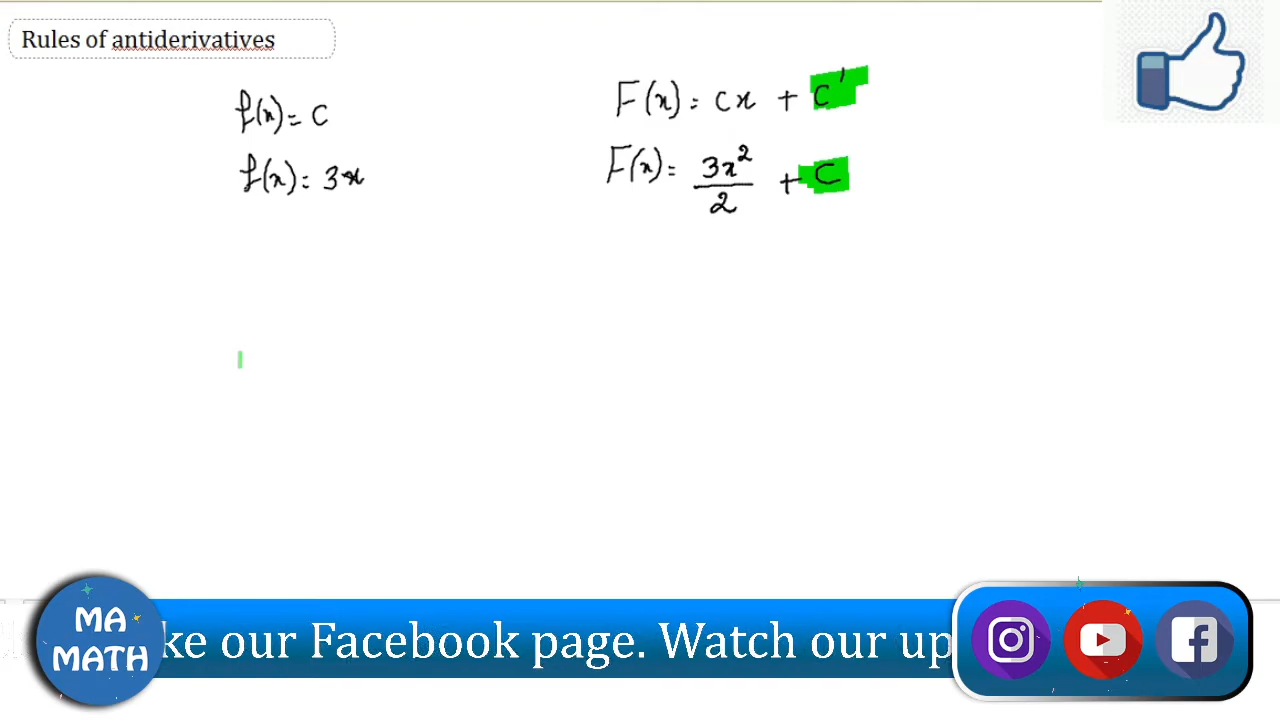 Rules of antiderivatives
f(x) = C
F(x) = Cx + C'
f(x) = 3x
F(x) = 3x²/2 + C
MA
MATH
ke our Facebook page. Watch our up